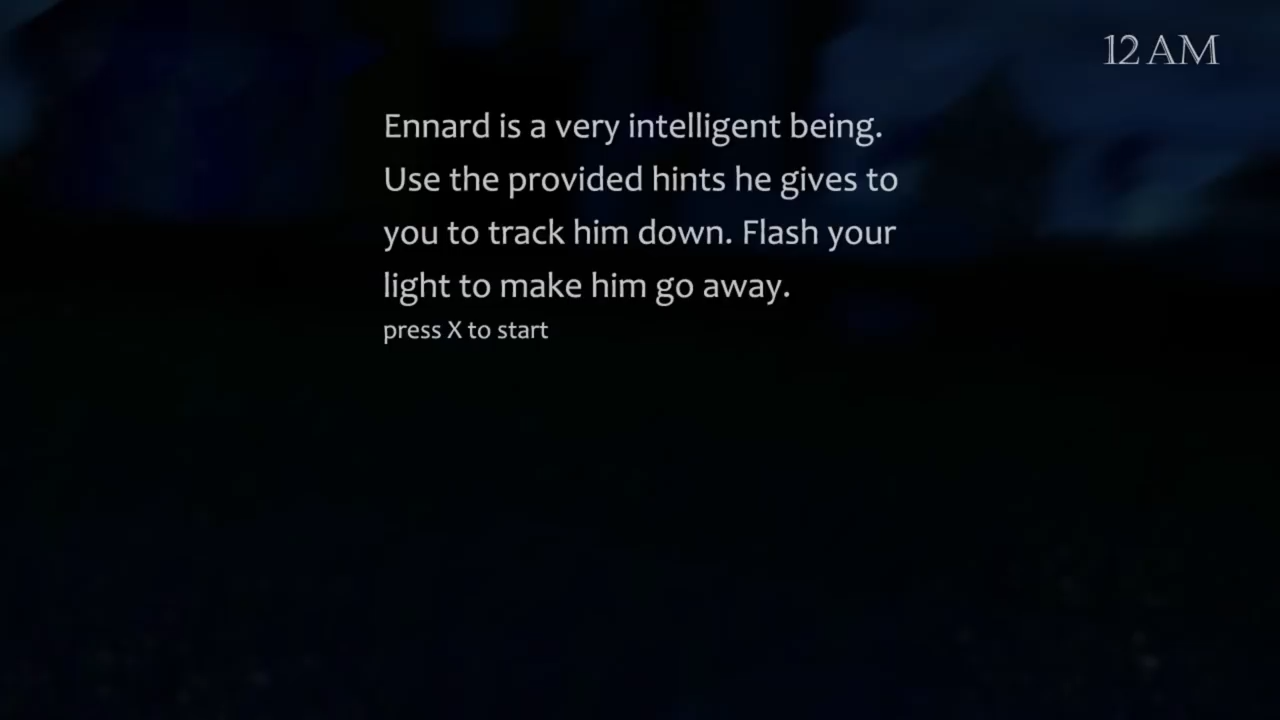 12 AM
Ennard is a very intelligent being.
Use the provided hints he gives to
you to track him down. Flash your
light to make him go away.
press X to start